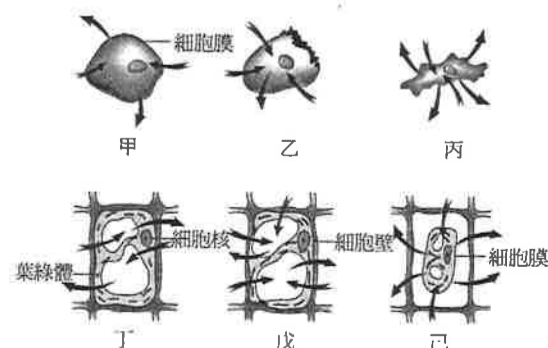 細胞膜
甲 乙 丙
細胞核 細胞壁 細胞膜
葉綠體
丁 戊 己